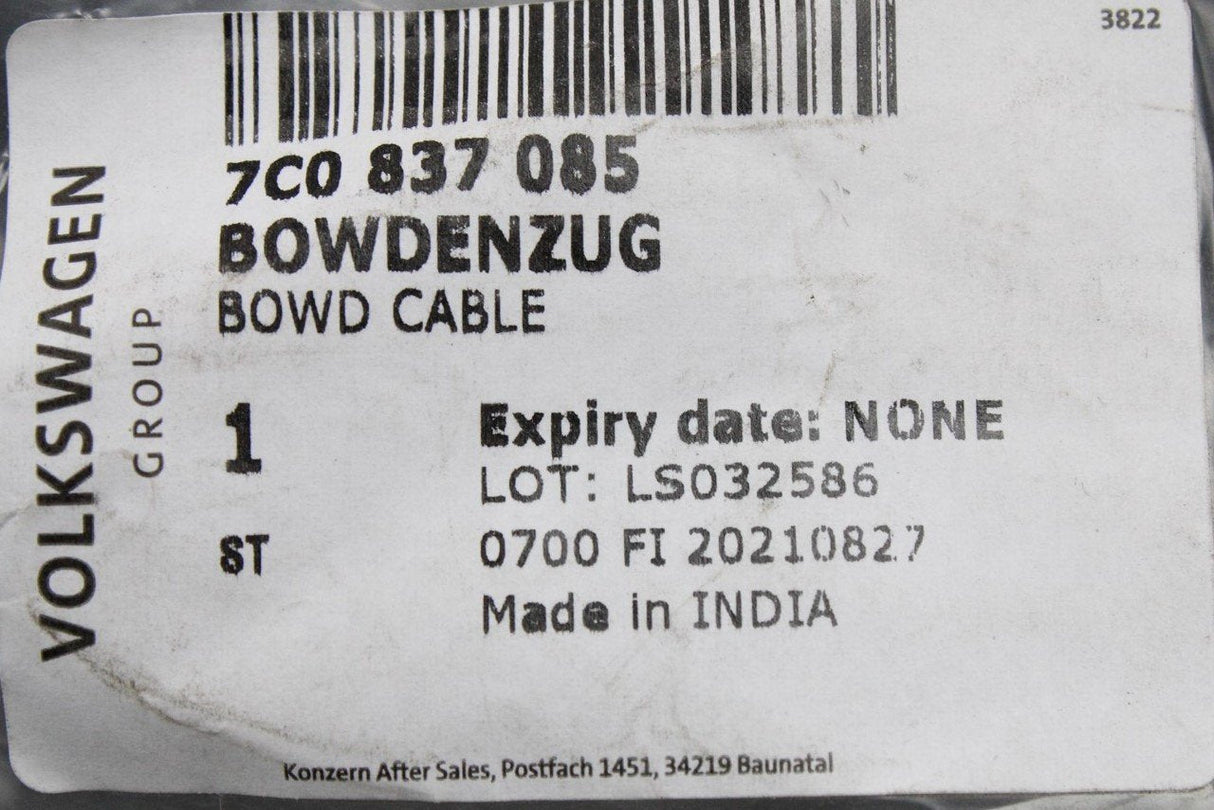 3822
7C0 837 085
BOWDENZUG
BOWD CABLE
VOLKSWAGEN
GROUP
1
Expiry date: NONE
LOT: LS032586
ST
0700 FI 20210827
Made in INDIA
Konzern After Sales, Postfach 1451, 34219 Baunatal